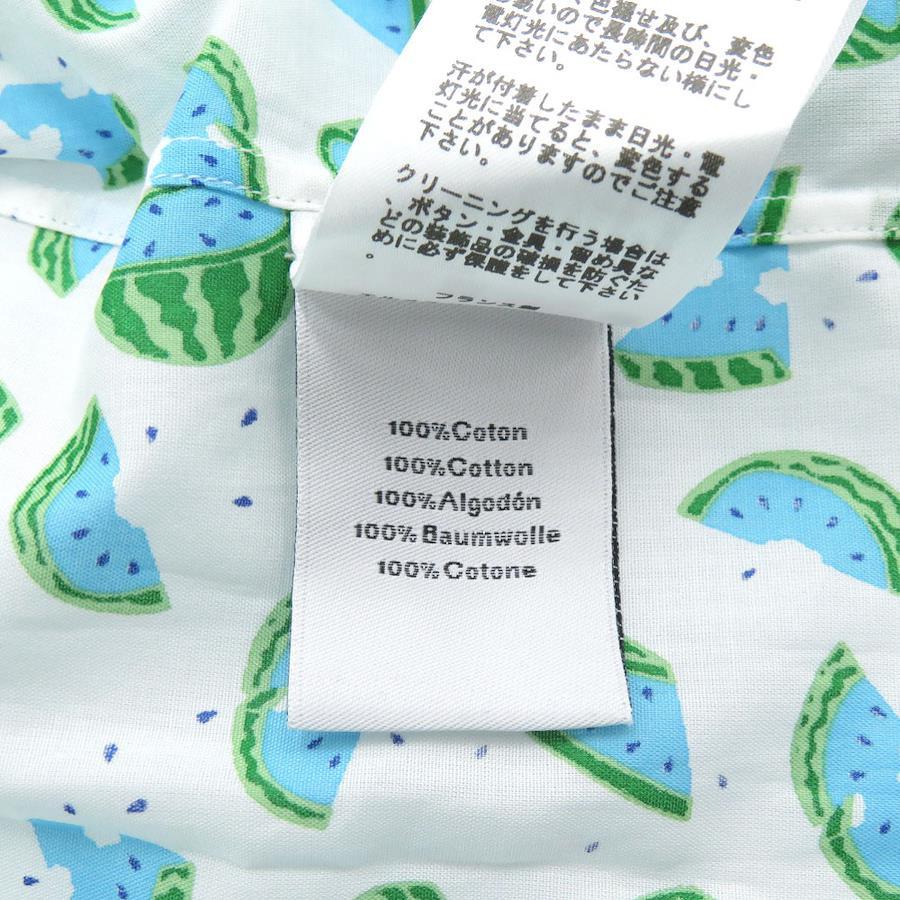 色褪せ及び、変色
多いので長時間の日光・
電灯光にあたらない様にし
て下さい。
汗が付着したまま日光・電
灯光に当てると、変色する
ことがありますのでご注意
下さい。
クリーニングを行う場合は
、ボタン・金具・留め具な
どの装飾品の破損を防ぐた
めに必ず保護をして下さい
。
100%Coton
100%Cotton
100%Algodón
100%Baumwolle
100%Cotone